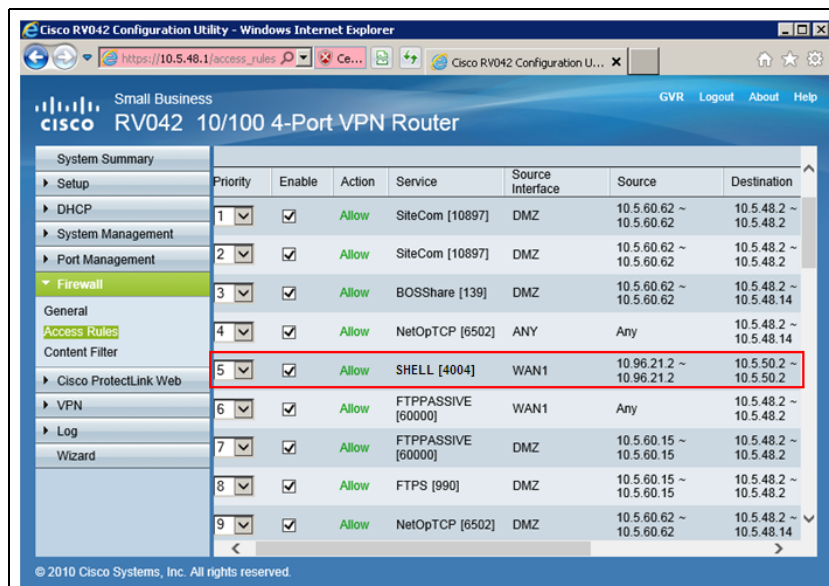 Cisco RV042 Configuration Utility - Windows Internet Explorer
https://10.5.48.1/access_rules
Ce...
Cisco RV042 Configuration U...
Small Business
GVR Logout About Help
cisco RV042 10/100 4-Port VPN Router
System Summary
Setup
DHCP
System Management
Port Management
Firewall
General
Access Rules
Content Filter
Cisco ProtectLink Web
VPN
Log
Wizard
Priority Enable Action Service Source Interface Source Destination
1 Allow SiteCom [10897] DMZ 10.5.60.62 ~ 10.5.60.62 10.5.48.2 ~ 10.5.48.2
2 Allow SiteCom [10897] DMZ 10.5.60.62 ~ 10.5.60.62 10.5.48.2 ~ 10.5.48.2
3 Allow BOSShare [139] DMZ 10.5.60.62 ~ 10.5.60.62 10.5.48.2 ~ 10.5.48.14
4 Allow NetOpTCP [6502] ANY Any 10.5.48.2 ~ 10.5.48.14
5 Allow SHELL [4004] WAN1 10.96.21.2 ~ 10.96.21.2 10.5.50.2 ~ 10.5.50.2
6 Allow FTPPASSIVE [60000] WAN1 Any 10.5.48.2 ~ 10.5.48.2
7 Allow FTPPASSIVE [60000] DMZ 10.5.60.15 ~ 10.5.60.15 10.5.48.2 ~ 10.5.48.2
8 Allow FTPS [990] DMZ 10.5.60.15 ~ 10.5.60.15 10.5.48.2 ~ 10.5.48.2
9 Allow NetOpTCP [6502] DMZ 10.5.60.62 ~ 10.5.60.62 10.5.48.2 ~ 10.5.48.14
© 2010 Cisco Systems, Inc. All rights reserved.